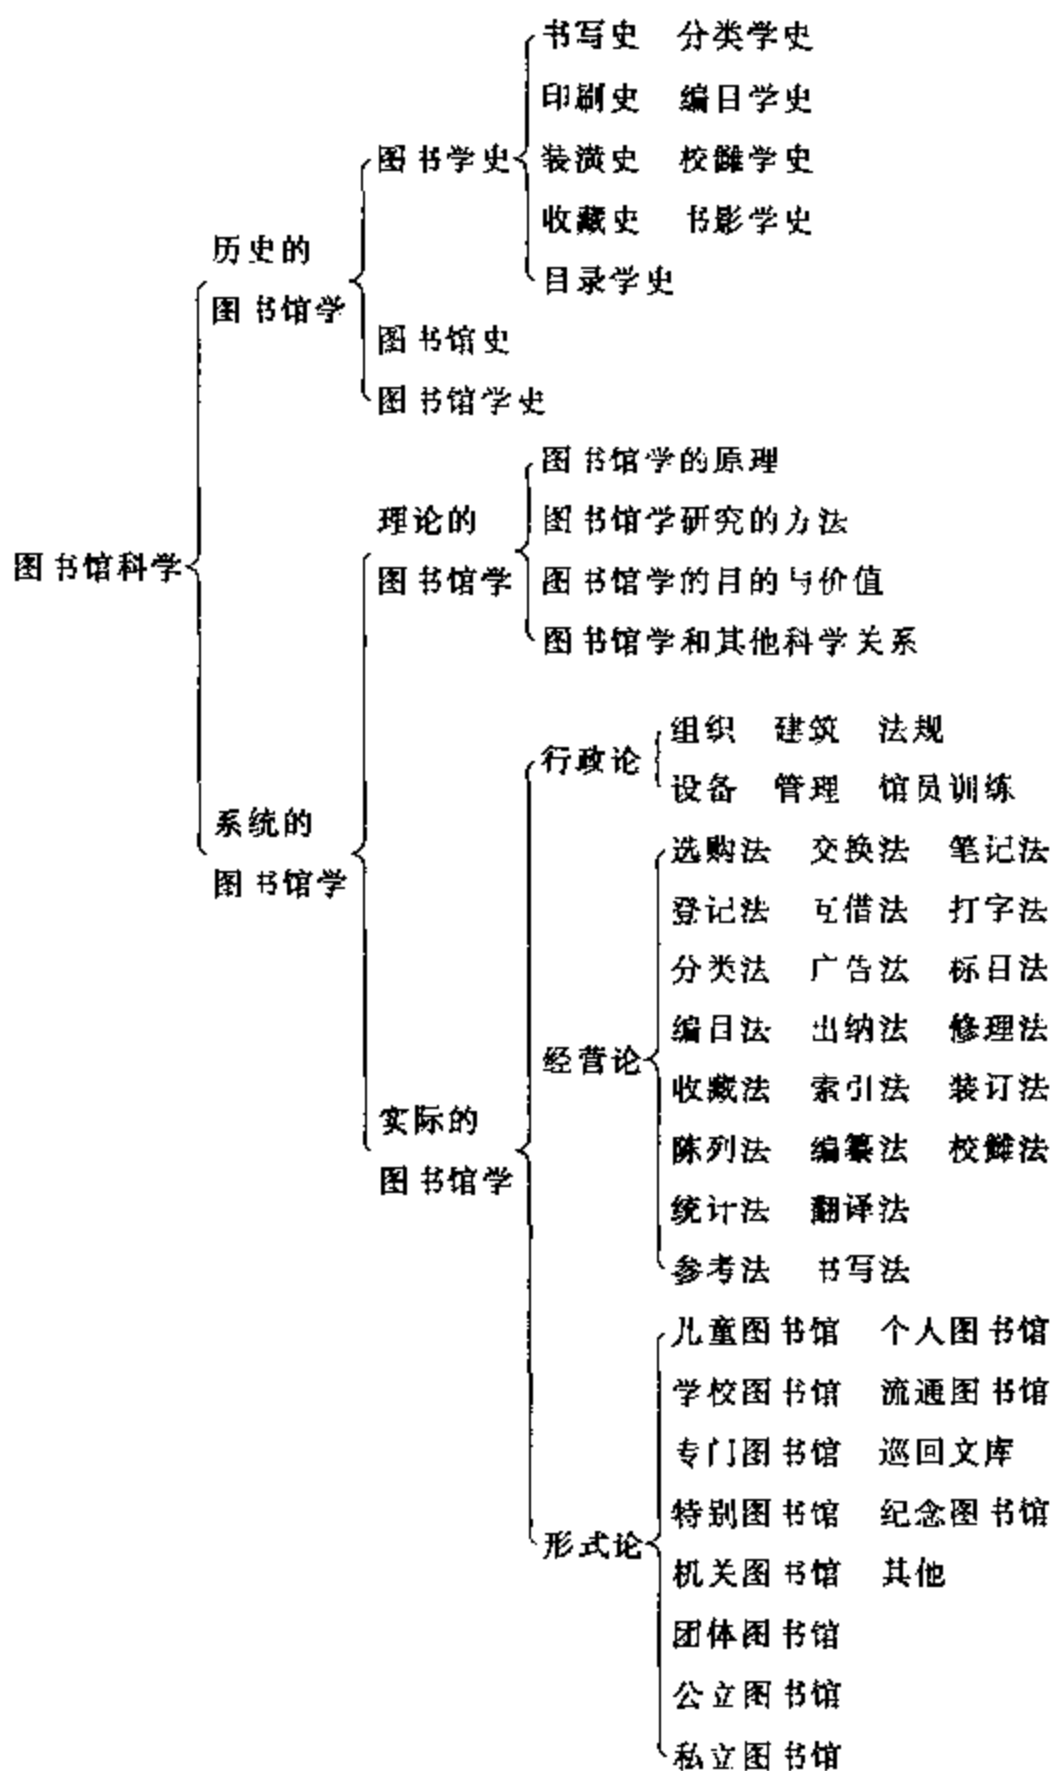 书写史 分类学史
印刷史 编目学史
图书学史 装潢史 校雠学史
收藏史 书影学史
历史的
目录学史
图书馆学
图书馆史
图书馆学史
图书馆学的原理
理论的
图书馆学研究的方法
图书馆科学
图书馆学 图书馆学的目的与价值
图书馆学和其他科学关系
组织 建筑 法规
行政论
设备 管理 馆员训练
系统的
选购法 交换法 笔记法
图书馆学
登记法 互借法 打字法
分类法 广告法 标目法
编目法 出纳法 修理法
经营论
收藏法 索引法 装订法
实际的
陈列法 编纂法 校雠法
图书馆学
统计法 翻译法
参考法 书写法
儿童图书馆 个人图书馆
学校图书馆 流通图书馆
专门图书馆 巡回文库
特别图书馆 纪念图书馆
形式论
机关图书馆 其他
团体图书馆
公立图书馆
私立图书馆